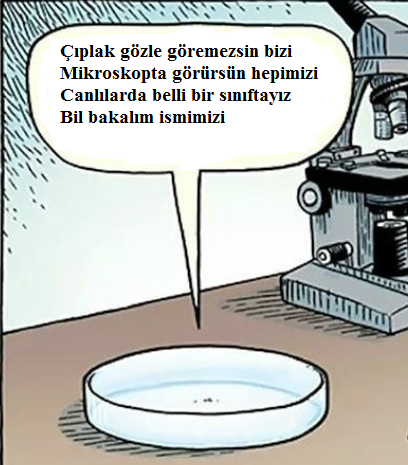 Çıplak gözle göremezsin bizi
Mikroskopta görürsün hepimizi
Canlılarda belli bir sınıftayız
Bil bakalım ismimizi